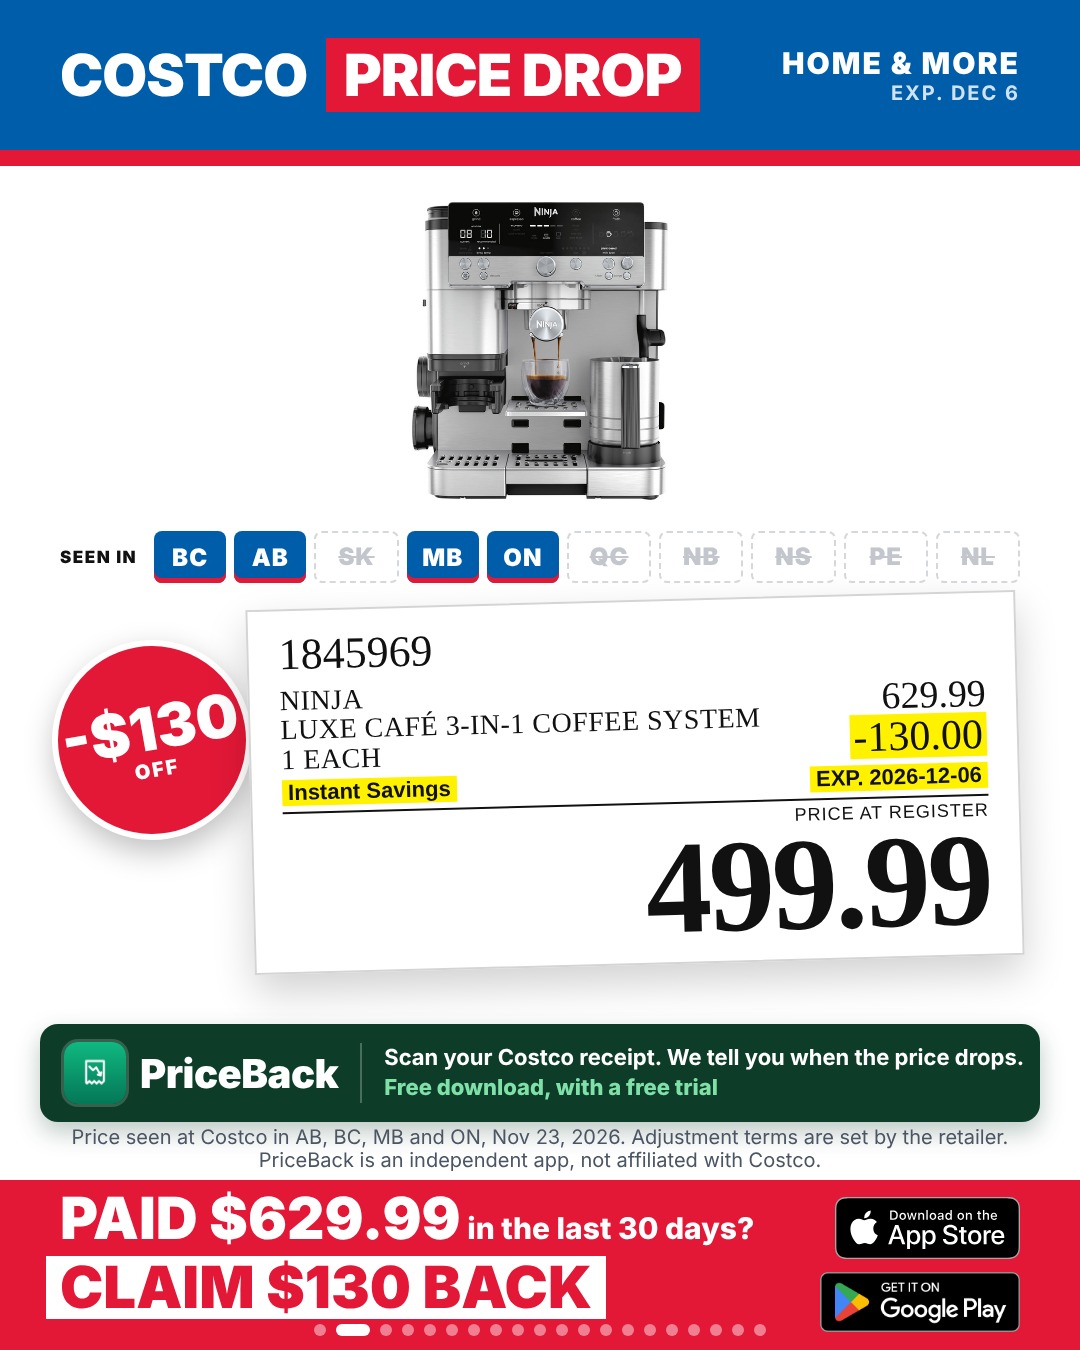 COSTCO PRICE DROP
HOME & MORE
EXP. DEC 6
NINJA
NINJA
SEEN IN BC AB SK MB ON QC NB NS PE NL
-$130
OFF
1845969
NINJA
LUXE CAFÉ 3-IN-1 COFFEE SYSTEM
1 EACH
Instant Savings
629.99
-130.00
EXP. 2026-12-06
PRICE AT REGISTER
499.99
PriceBack
Scan your Costco receipt. We tell you when the price drops.
Free download, with a free trial
Price seen at Costco in AB, BC, MB and ON, Nov 23, 2026. Adjustment terms are set by the retailer.
PriceBack is an independent app, not affiliated with Costco.
PAID $629.99 in the last 30 days?
CLAIM $130 BACK
Download on the
App Store
GET IT ON
Google Play